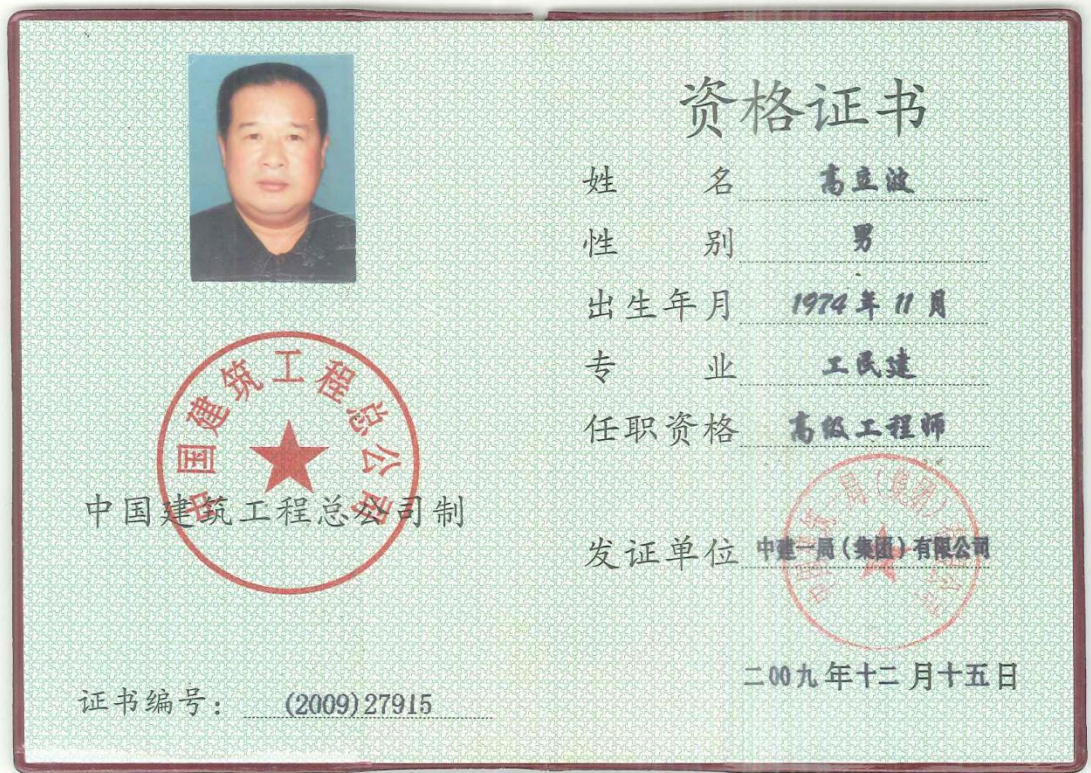 中国建筑工程总公司
中国建筑工程总公司制
证书编号： (2009)27915
资格证书
姓 名 高立波
性 别 男
出生年月 1974年11月
专 业 工民建
任职资格 高级工程师
发证单位 中建一局(集团)有限公司
二00九年十二月十五日